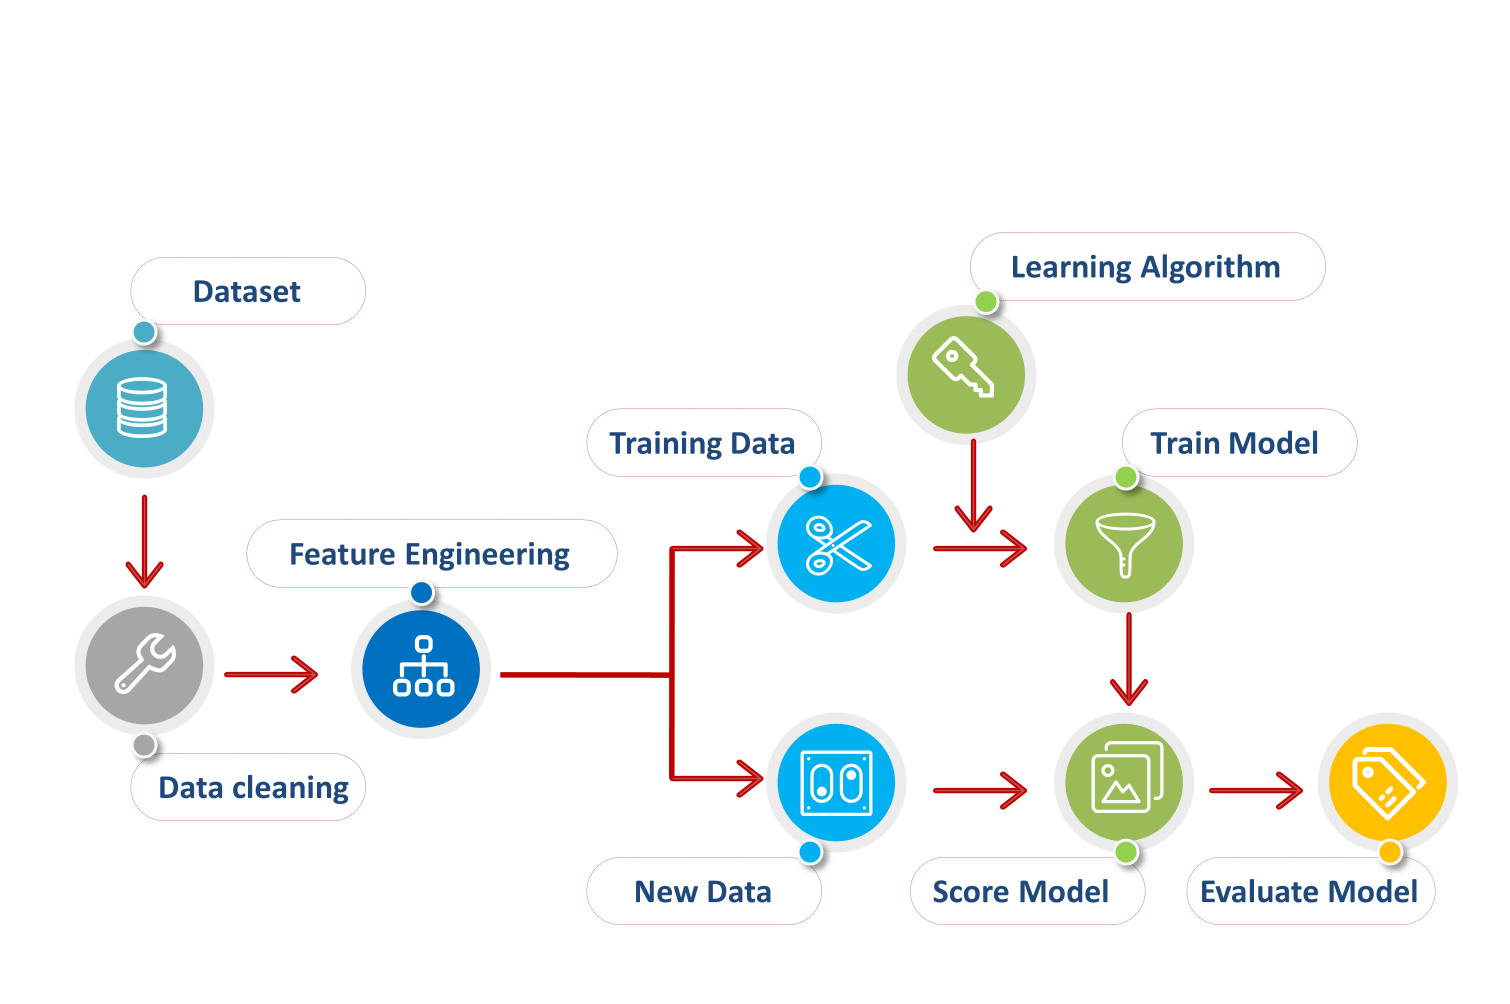 Dataset
Data cleaning
Feature Engineering
Training Data
New Data
Learning Algorithm
Train Model
Score Model
Evaluate Model